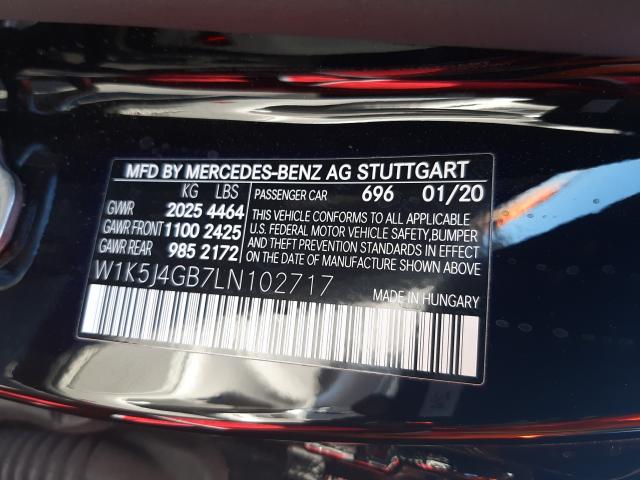 MFD BY MERCEDES-BENZ AG STUTTGART
KG LBS
GWR 2025 4464
GAWR FRONT 1100 2425
GAWR REAR 985 2172
PASSENGER CAR 696 01/20
THIS VEHICLE CONFORMS TO ALL APPLICABLE
U.S. FEDERAL MOTOR VEHICLE SAFETY, BUMPER
AND THEFT PREVENTION STANDARDS IN EFFECT
ON THE DATE OF MANUFACTURE SHOWN ABOVE.
W1K5J4GB7LN102717
MADE IN HUNGARY